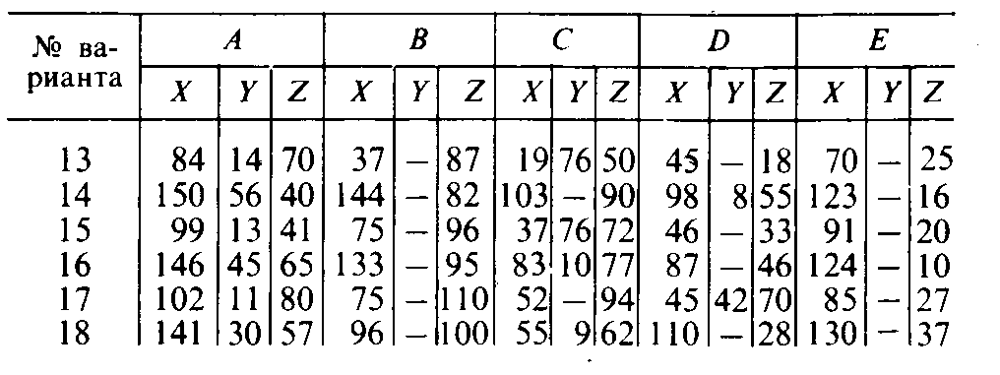 № ва- A B C D E
рианта X Y Z X Y Z X Y Z X Y Z X Y Z
13 84 14 70 37 — 87 19 76 50 45 — 18 70 — 25
14 150 56 40 144 — 82 103 — 90 98 8 55 123 — 16
15 99 13 41 75 — 96 37 76 72 46 — 33 91 — 20
16 146 45 65 133 — 95 83 10 77 87 — 46 124 — 10
17 102 11 80 75 — 110 52 — 94 45 42 70 85 — 27
18 141 30 57 96 — 100 55 9 62 110 — 28 130 — 37